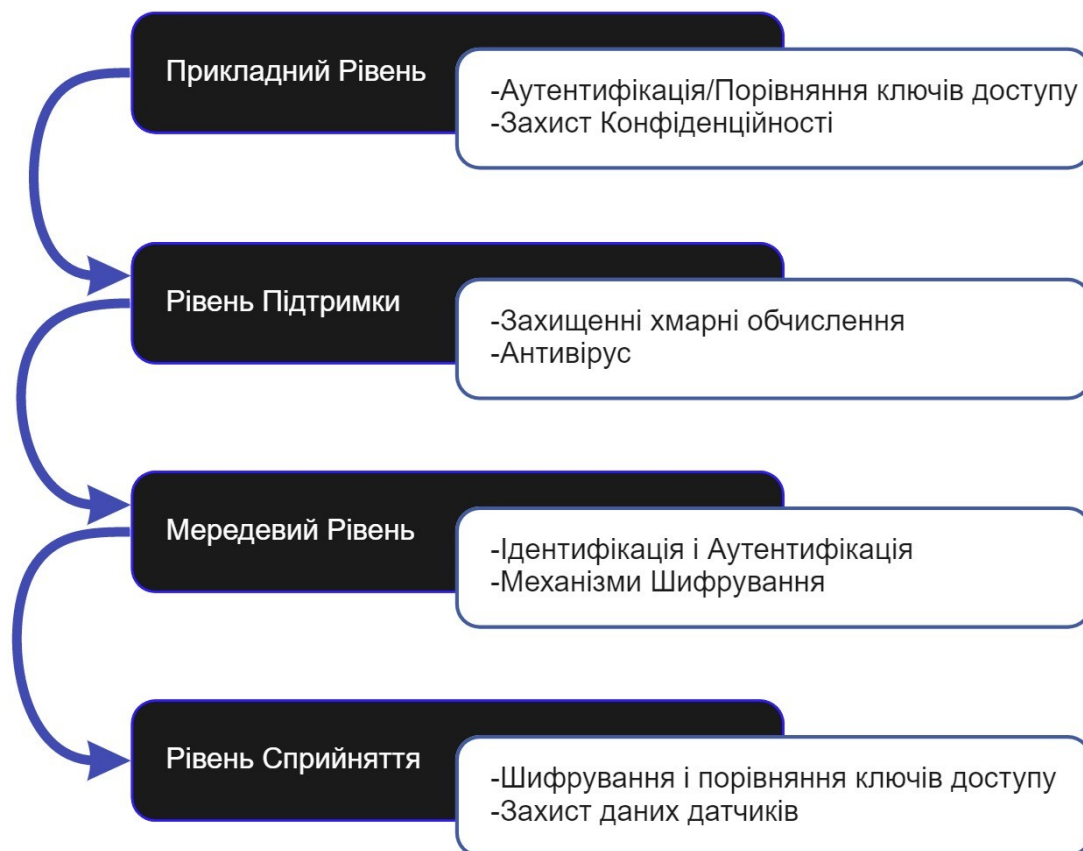 Прикладний Рівень
-Аутентифікація/Порівняння ключів доступу
-Захист Конфіденційності
Рівень Підтримки
-Захищенні хмарні обчислення
-Антивірус
Мередевий Рівень
-Ідентифікація і Аутентифікація
-Механізми Шифрування
Рівень Сприйняття
-Шифрування і порівняння ключів доступу
-Захист даних датчиків